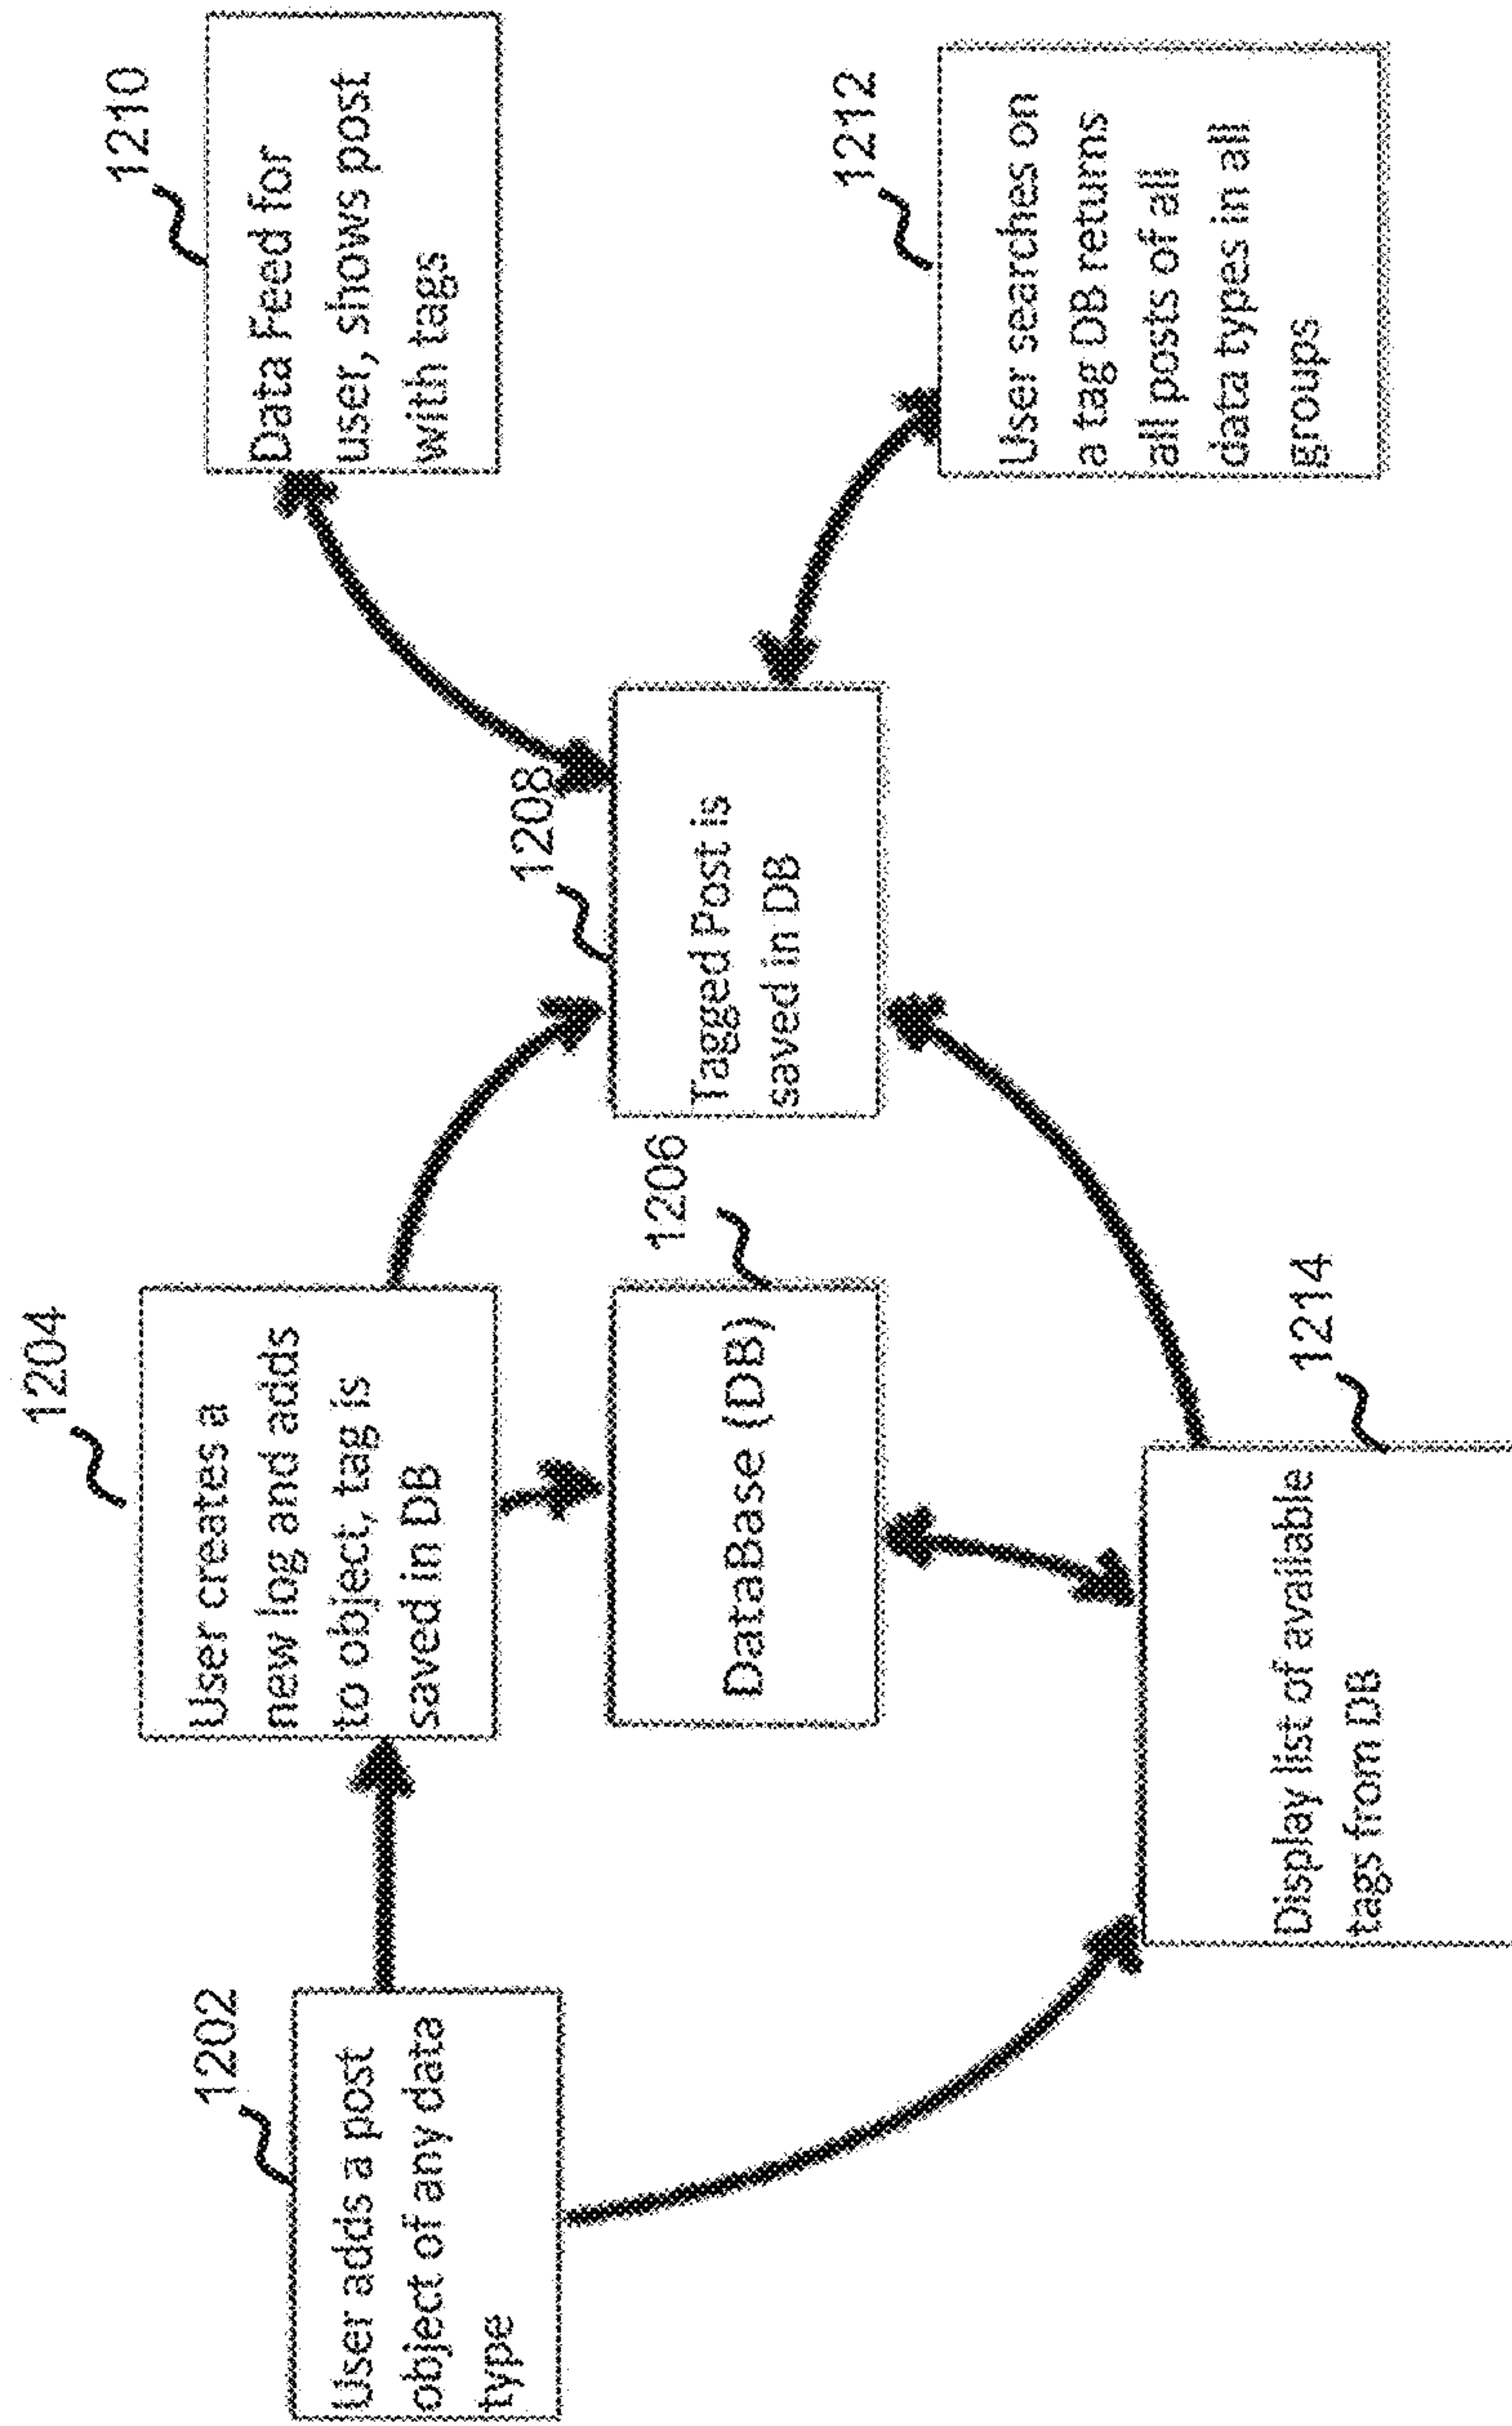 1202
User adds a post
object of any data
type
1204
User creates a
new log and adds
to object, tag is
saved in DB
1206
DataBase (DB)
1214
Display list of available
tags from DB
1208
Tagged Post is
saved in DB
1210
Data Feed for
user, shows post
with tags
1212
User searches on
a tag DB returns
all posts of all
data types in all
groups